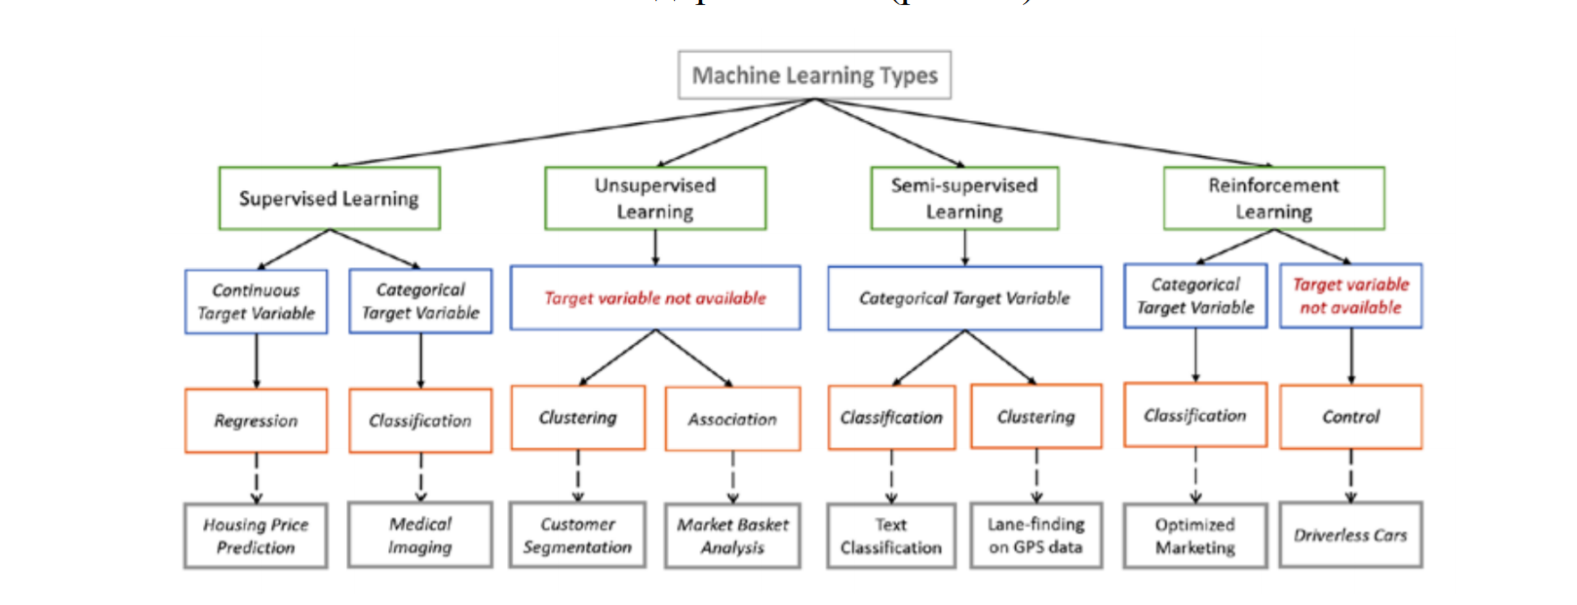 Machine Learning Types
Supervised Learning
Unsupervised
Learning
Semi-supervised
Learning
Reinforcement
Learning
Continuous
Target Variable
Categorical
Target Variable
Target variable not available
Categorical Target Variable
Categorical
Target Variable
Target variable
not available
Regression
Classification
Clustering
Association
Classification
Clustering
Classification
Control
Housing Price
Prediction
Medical
Imaging
Customer
Segmentation
Market Basket
Analysis
Text
Classification
Lane-finding
on GPS data
Optimized
Marketing
Driverless Cars